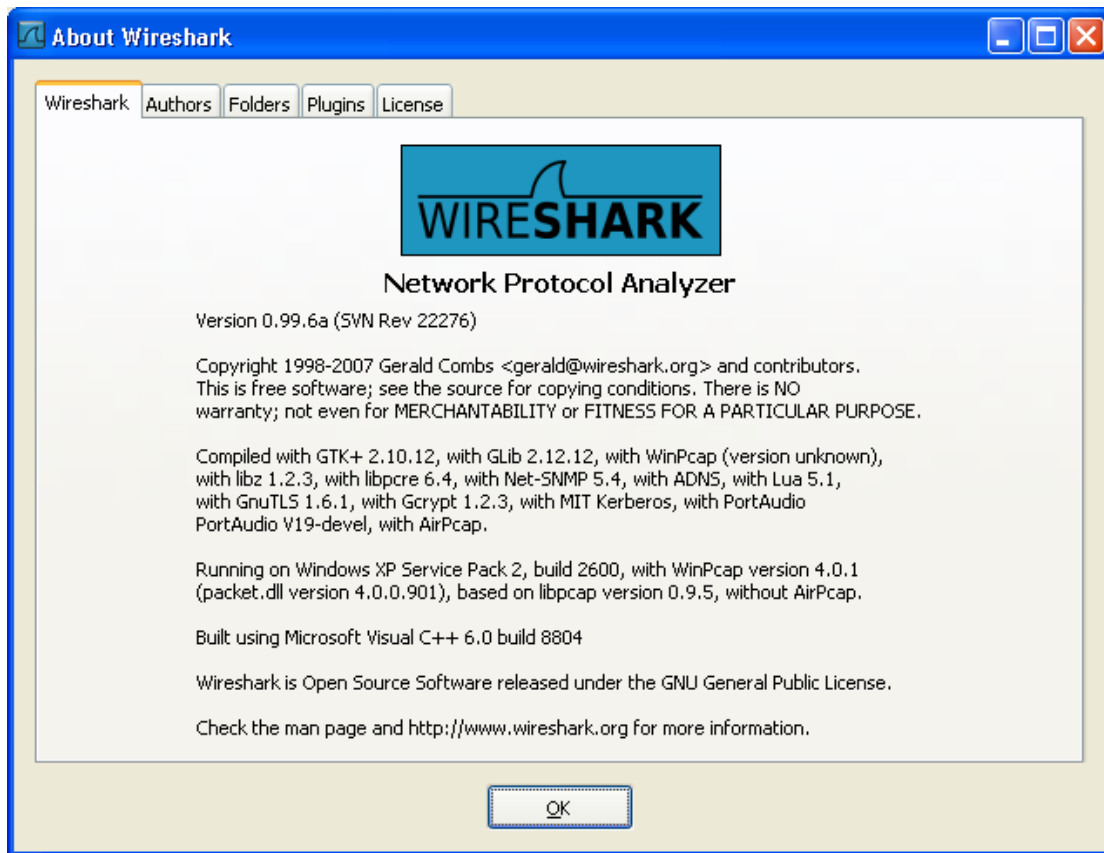 About Wireshark
Wireshark Authors Folders Plugins License
WIRESHARK
Network Protocol Analyzer
Version 0.99.6a (SVN Rev 22276)
Copyright 1998-2007 Gerald Combs <gerald@wireshark.org> and contributors.
This is free software; see the source for copying conditions. There is NO
warranty; not even for MERCHANTABILITY or FITNESS FOR A PARTICULAR PURPOSE.
Compiled with GTK+ 2.10.12, with GLib 2.12.12, with WinPcap (version unknown),
with libz 1.2.3, with libpcre 6.4, with Net-SNMP 5.4, with ADNS, with Lua 5.1,
with GnuTLS 1.6.1, with Gcrypt 1.2.3, with MIT Kerberos, with PortAudio
PortAudio V19-devel, with AirPcap.
Running on Windows XP Service Pack 2, build 2600, with WinPcap version 4.0.1
(packet.dll version 4.0.0.901), based on libpcap version 0.9.5, without AirPcap.
Built using Microsoft Visual C++ 6.0 build 8804
Wireshark is Open Source Software released under the GNU General Public License.
Check the man page and http://www.wireshark.org for more information.
OK